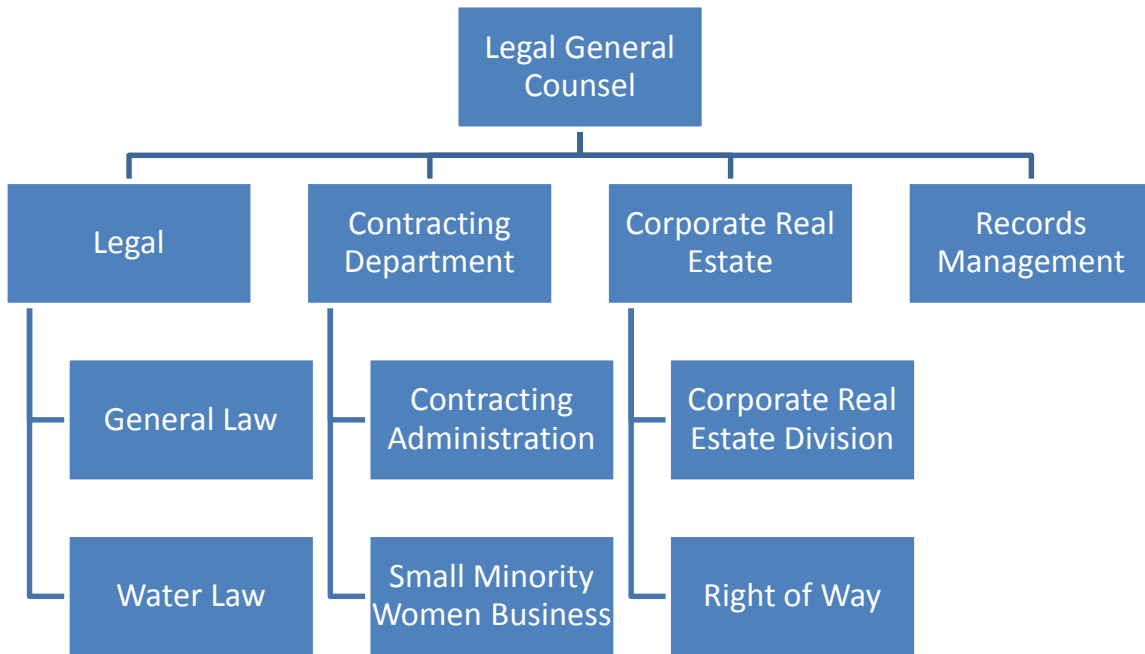 Legal General
Counsel
Legal
Contracting
Department
Corporate Real
Estate
Records
Management
General Law
Contracting
Administration
Corporate Real
Estate Division
Water Law
Small Minority
Women Business
Right of Way